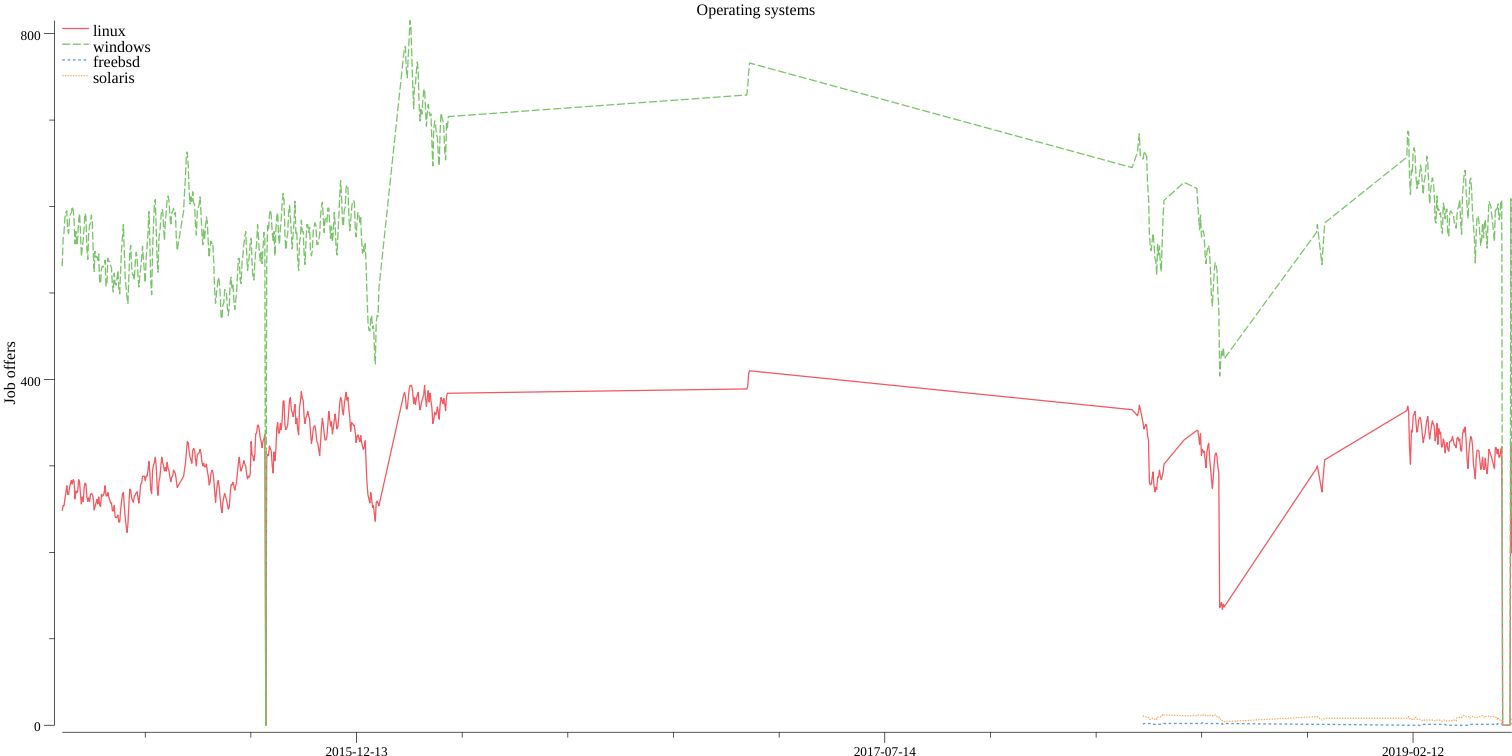 Operating systems
linux
windows
freebsd
solaris
Job offers
800
400
0
2015-12-13
2017-07-14
2019-02-12